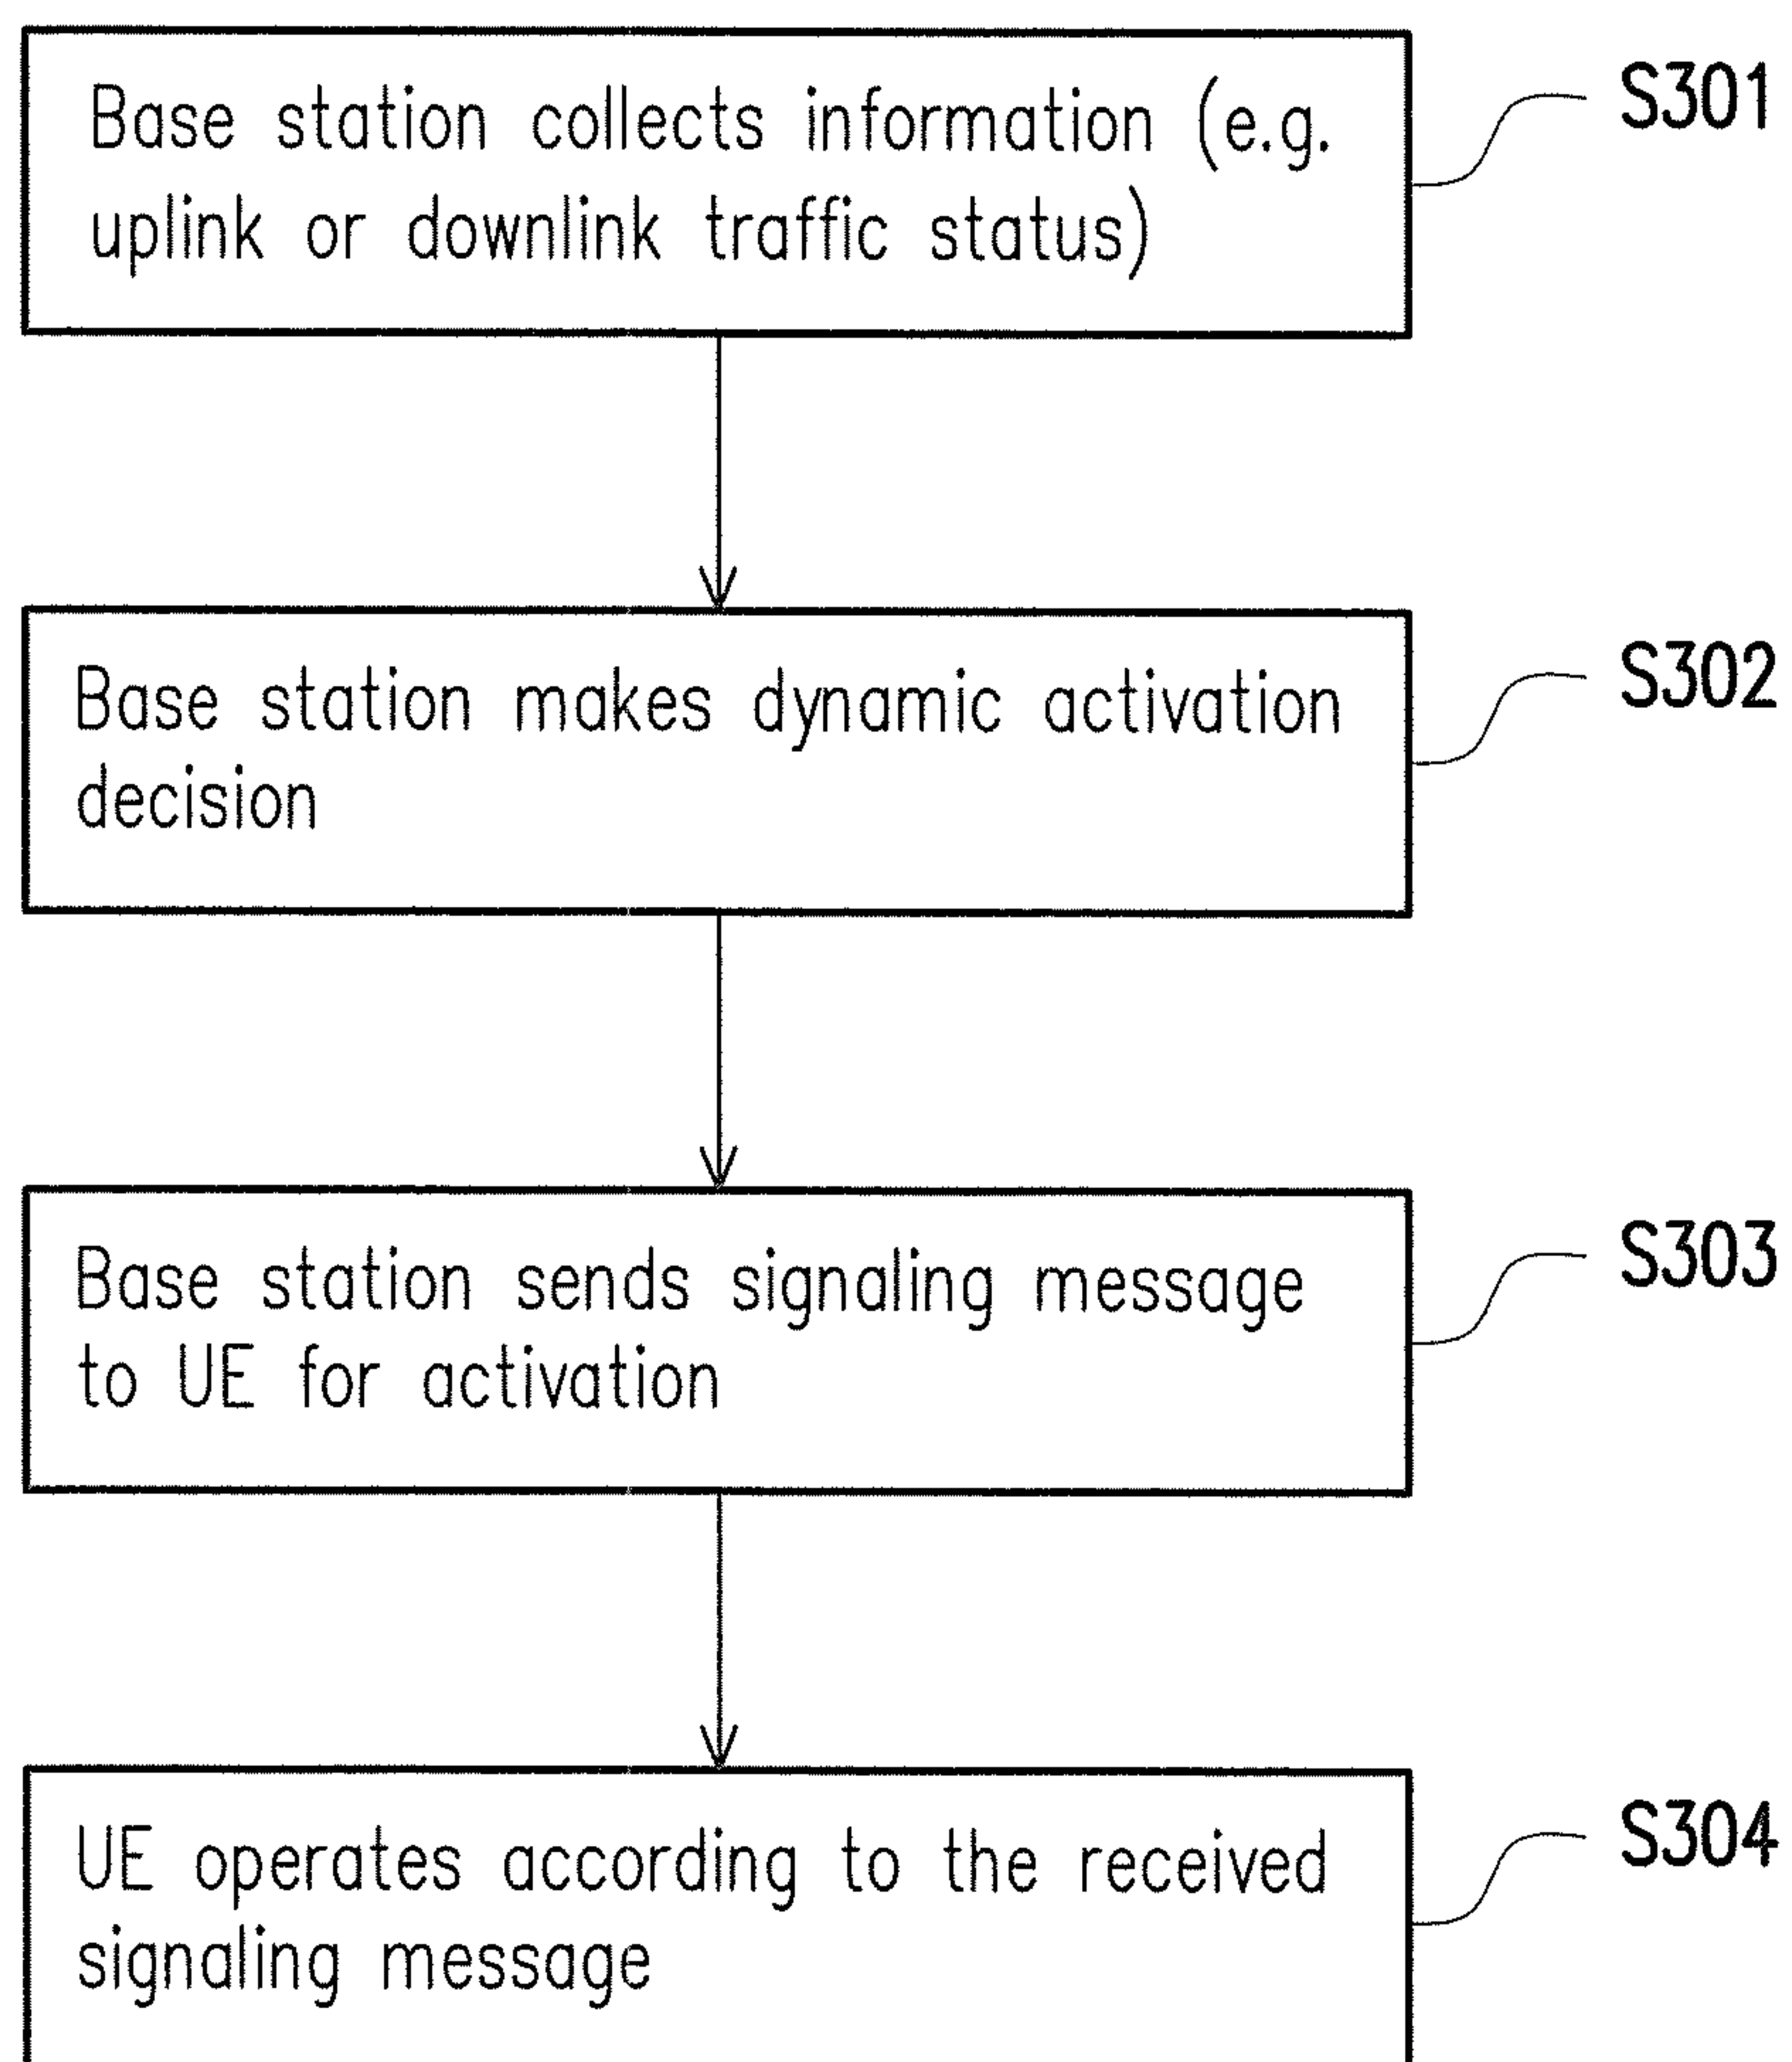 Base station collects information (e.g.
uplink or downlink traffic status)
S301
Base station makes dynamic activation
decision
S302
Base station sends signaling message
to UE for activation
S303
UE operates according to the received
signaling message
S304